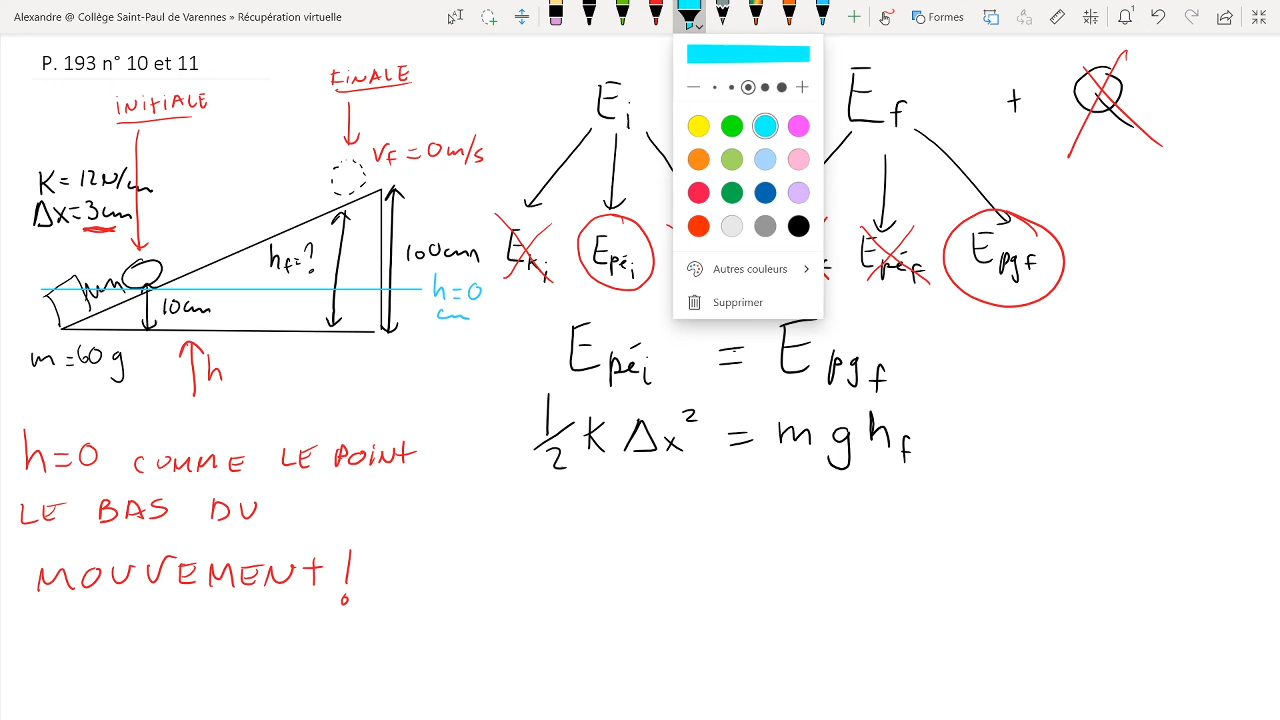 Alexandre @ Collège Saint-Paul de Varennes » Récupération virtuelle
Formes
P. 193 n° 10 et 11
INITIALE
FINALE
K = 12 N/cm
Δx = 3 cm
Vf = 0 m/s
hf = ?
100 cm
10 cm
h = 0
cm
m = 60 g
h
h = 0 COMME LE POINT
LE BAS DU
MOUVEMENT !
Ei
Ef + Q
Eki
Epéi
f
Epéf
Epgf
Autres couleurs
Supprimer
Epéi = Epgf
1/2 K Δx² = m g hf